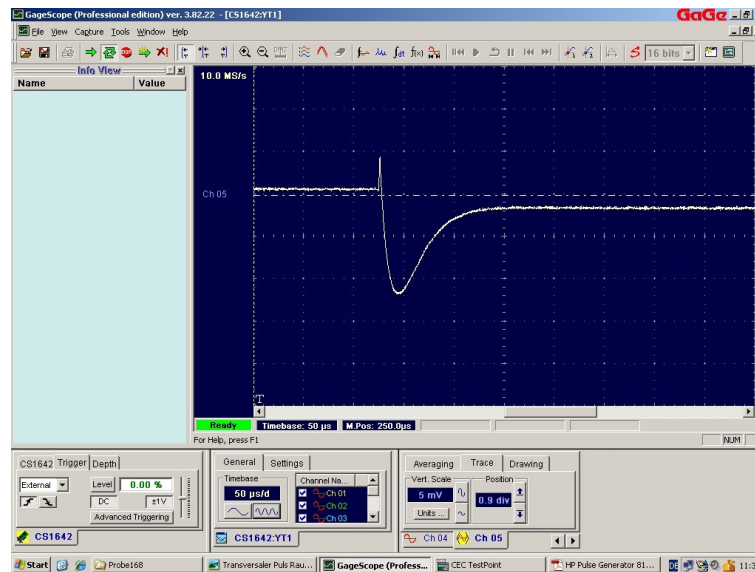 GageScope (Professional edition) ver. 3.82.22 - [CS1642:YT1]
GaGe
File View Capture Tools Window Help
16 bits
Info View
Name Value
10.0 MS/s
Ch 05
T
Ready Timebase: 50 µs M.Pos: 250.0µs
For Help, press F1
NUM
CS1642 Trigger Depth
External Level 0.00 %
DC ±1V
Advanced Triggering
CS1642
General Settings
Timebase
50 µs/d
Channel Na...
Ch 01
Ch 02
Ch 03
CS1642:YT1
Averaging Trace Drawing
Vert. Scale Position
5 mV 0.9 div
Units ...
Ch 04 Ch 05
Start Probe168 Transversaler Puls Rau... GageScope (Profess... CEC TestPoint HP Pulse Generator 81... DE